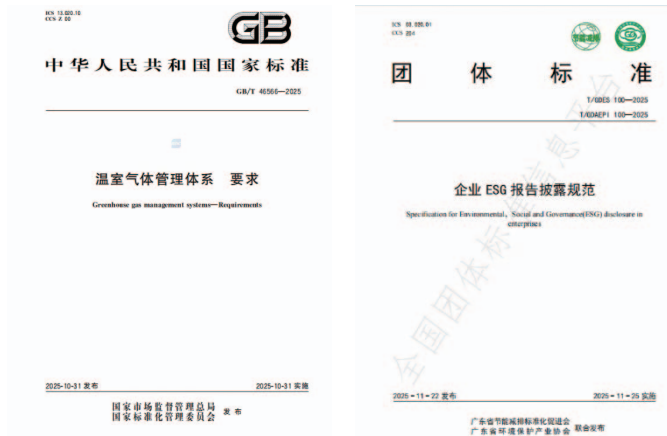 ICS 13.020.10
CCS Z 00
GB
中华人民共和国国家标准
GB/T 46566—2025
温室气体管理体系 要求
Greenhouse gas management systems—Requirements
2025-10-31 发布
2025-10-31 实施
国家市场监督管理总局
国家标准化管理委员会
发布
CCS
节能减排
团体标准
T/GDES 100—2025
T/GDAEPI 100—2025
企业 ESG 报告披露规范
Specification for Environmental、Social and Governance(ESG) disclosure in
enterprises
全国团体标准信息平台
2025-11-22 发布
2025-11-25 实施
广东省节能减排标准化促进会
广东省环境保护产业协会
联合发布